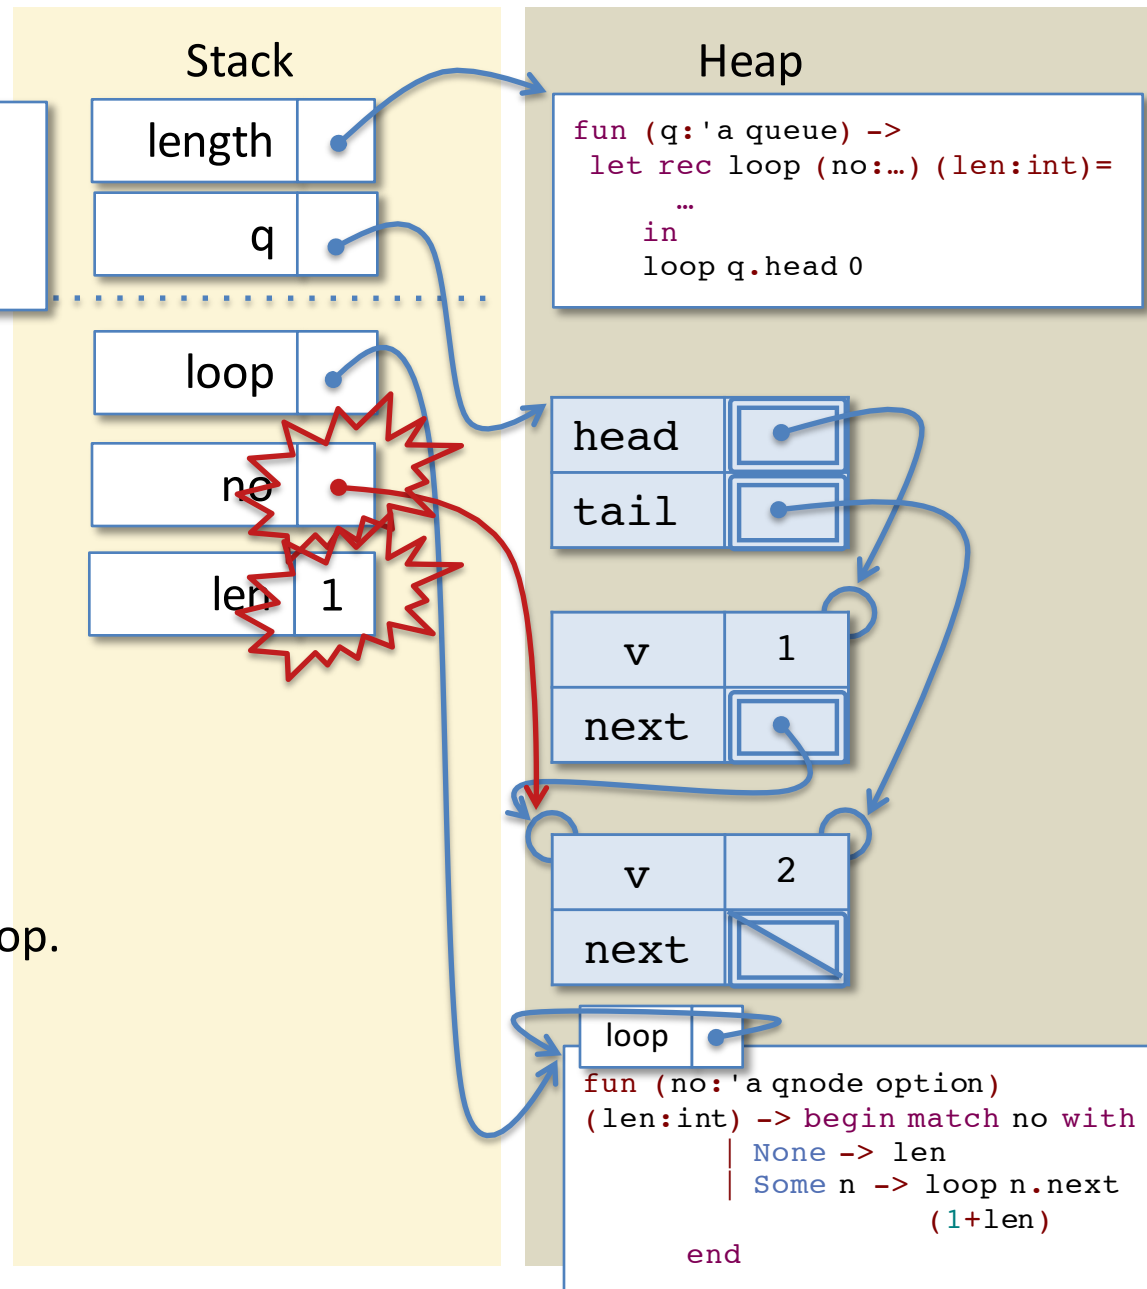 Stack
Heap
length
q
loop
no
len 1
op.
fun (q:'a queue) ->
let rec loop (no:…) (len:int)=
…
in
loop q.head 0
head
tail
v 1
next
v 2
next
loop
fun (no:'a qnode option)
(len:int) -> begin match no with
| None -> len
| Some n -> loop n.next
(1+len)
end